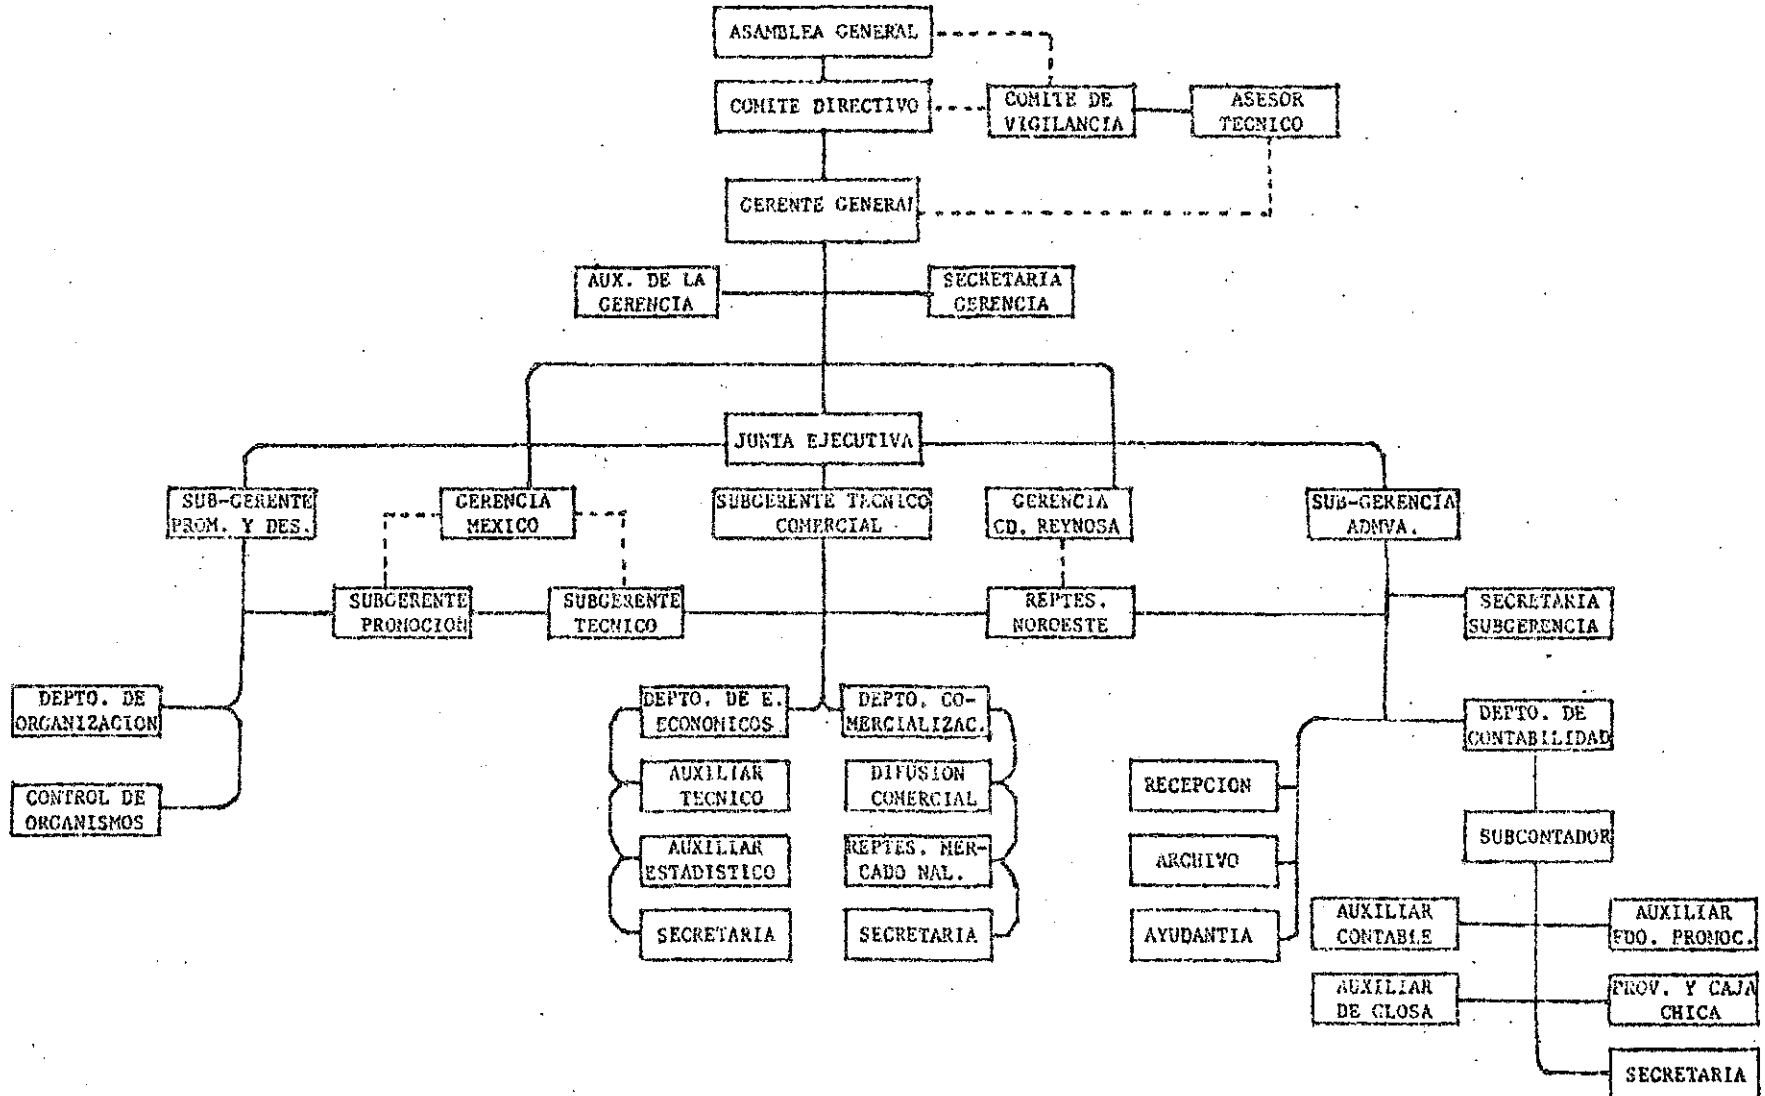 ASAMBLEA GENERAL
COMITE DIRECTIVO
COMITE DE
VIGILANCIA
ASESOR
TECNICO
GERENTE GENERAL
AUX. DE LA
GERENCIA
SECRETARIA
GERENCIA
JUNTA EJECUTIVA
SUB-GERENTE
PROM. Y DES.
GERENCIA
MEXICO
SUBGERENTE TECNICO
COMERCIAL
GERENCIA
CD. REYNOSA
SUB-GERENCIA
ADMVA.
SUBGERENTE
PROMOCION
SUBGERENTE
TECNICO
REPTES.
NOROESTE
SECRETARIA
SUBGERENCIA
DEPTO. DE
ORGANIZACION
DEPTO. DE E.
ECONOMICOS
DEPTO. CO-
MERCIALIZAC.
DEPTO. DE
CONTABILIDAD
CONTROL DE
ORGANISMOS
AUXILIAR
TECNICO
DIFUSION
COMERCIAL
RECEPCION
SUBCONTADOR
AUXILIAR
ESTADISTICO
REPTES. MER-
CADO NAL.
ARCHIVO
SECRETARIA
SECRETARIA
AYUDANTIA
AUXILIAR
CONTABLE
AUXILIAR
FDO. PROMOC.
AUXILIAR
DE GLOSA
PROV. Y CAJA
CHICA
SECRETARIA